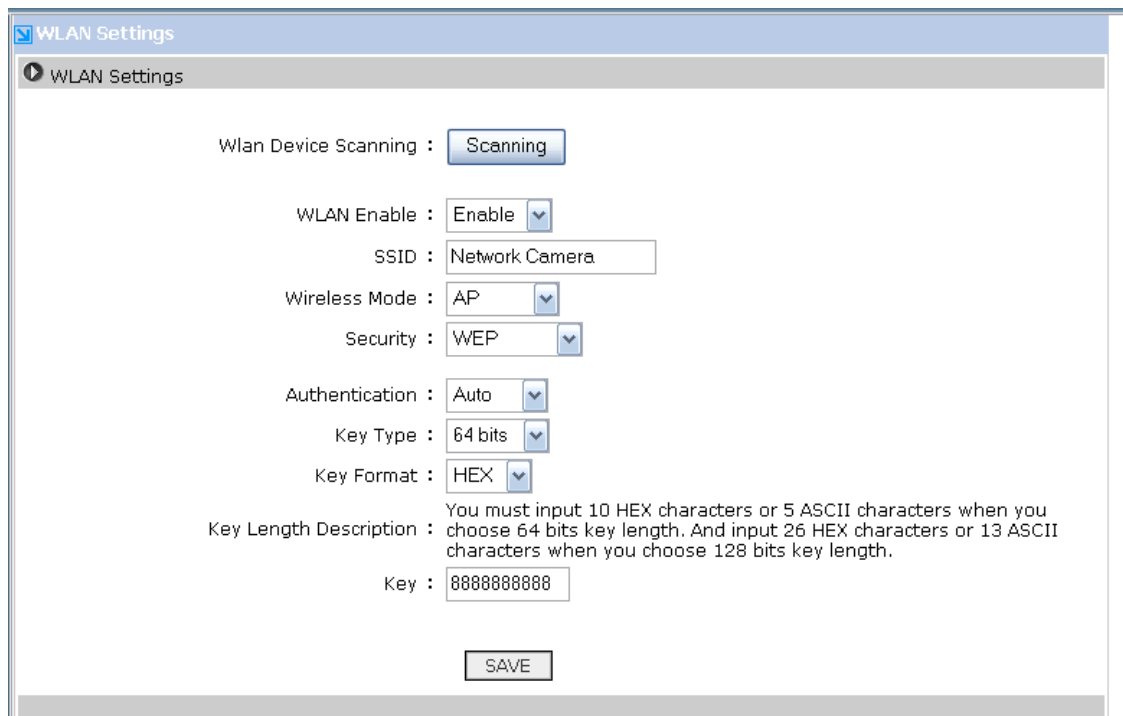 WLAN Settings
WLAN Settings
Wlan Device Scanning : Scanning
WLAN Enable : Enable
SSID : Network Camera
Wireless Mode : AP
Security : WEP
Authentication : Auto
Key Type : 64 bits
Key Format : HEX
Key Length Description : You must input 10 HEX characters or 5 ASCII characters when you
choose 64 bits key length. And input 26 HEX characters or 13 ASCII
characters when you choose 128 bits key length.
Key : 8888888888
SAVE